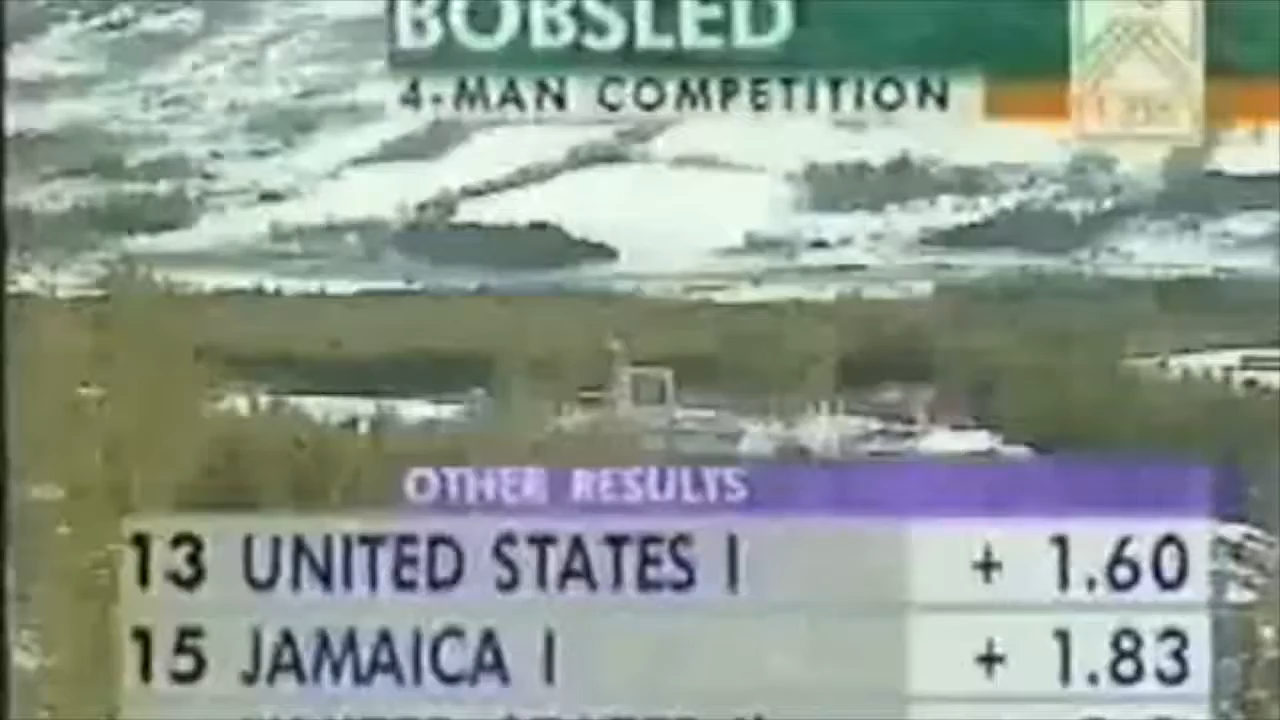 BOBSLED
4-MAN COMPETITION
OTHER RESULTS
13 UNITED STATES I + 1.60
15 JAMAICA I + 1.83